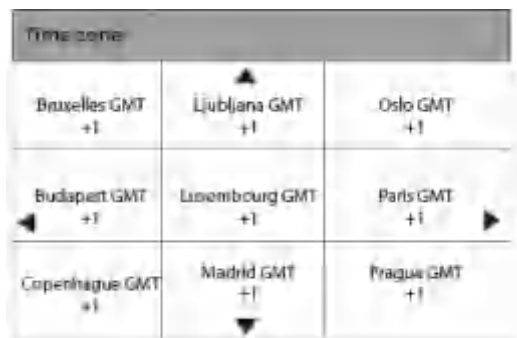 Time zone
Bruxelles GMT
+1
Ljubljana GMT
+1
Oslo GMT
+1
Budapest GMT
+1
Luxembourg GMT
+1
Paris GMT
+1
Copenhague GMT
+1
Madrid GMT
+1
Prague GMT
+1